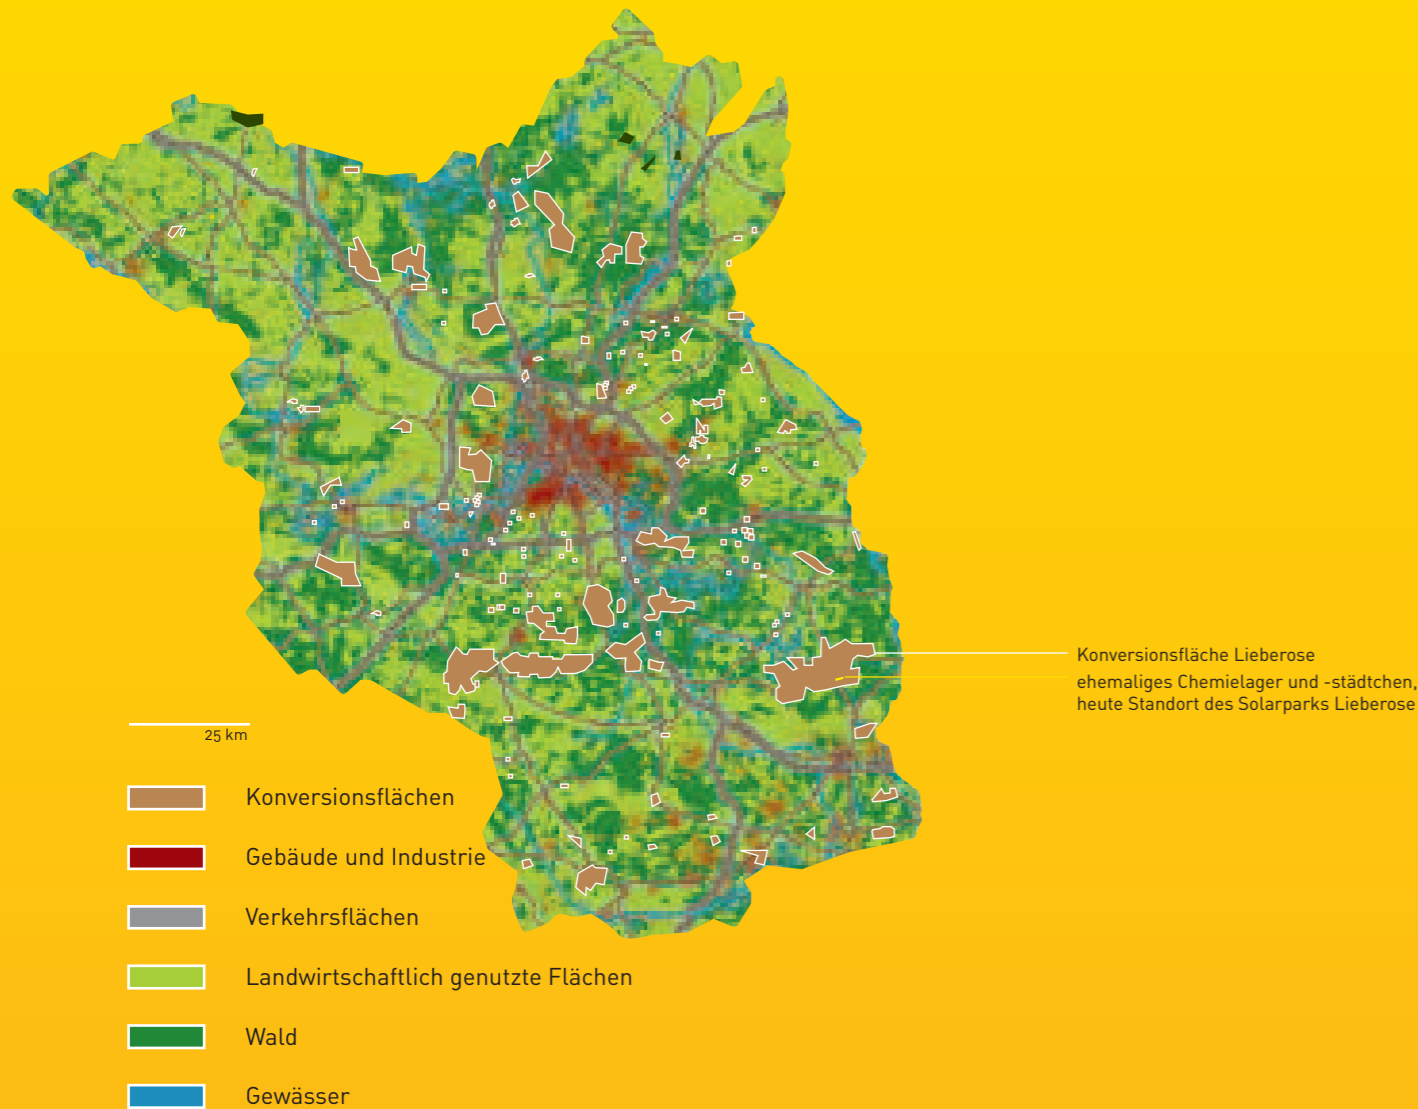 Konversionsfläche Lieberose
ehemaliges Chemielager und -städtchen,
heute Standort des Solarparks Lieberose
25 km
Konversionsflächen
Gebäude und Industrie
Verkehrsflächen
Landwirtschaftlich genutzte Flächen
Wald
Gewässer